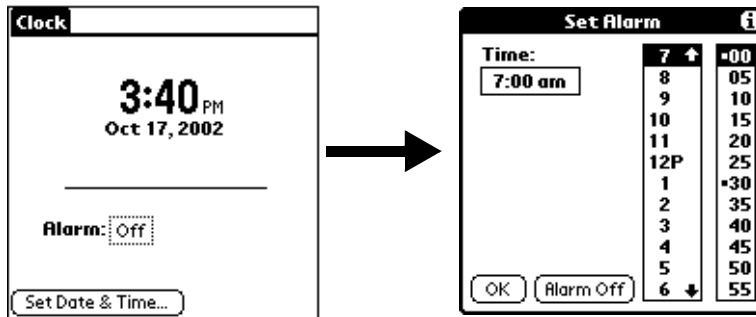 Clock
3:40 PM
Oct 17, 2002
Alarm: Off
Set Date & Time...
Set Alarm i
Time:
7:00 am
7
8
9
10
11
12P
1
2
3
4
5
6
00
05
10
15
20
25
30
35
40
45
50
55
OK
Alarm Off